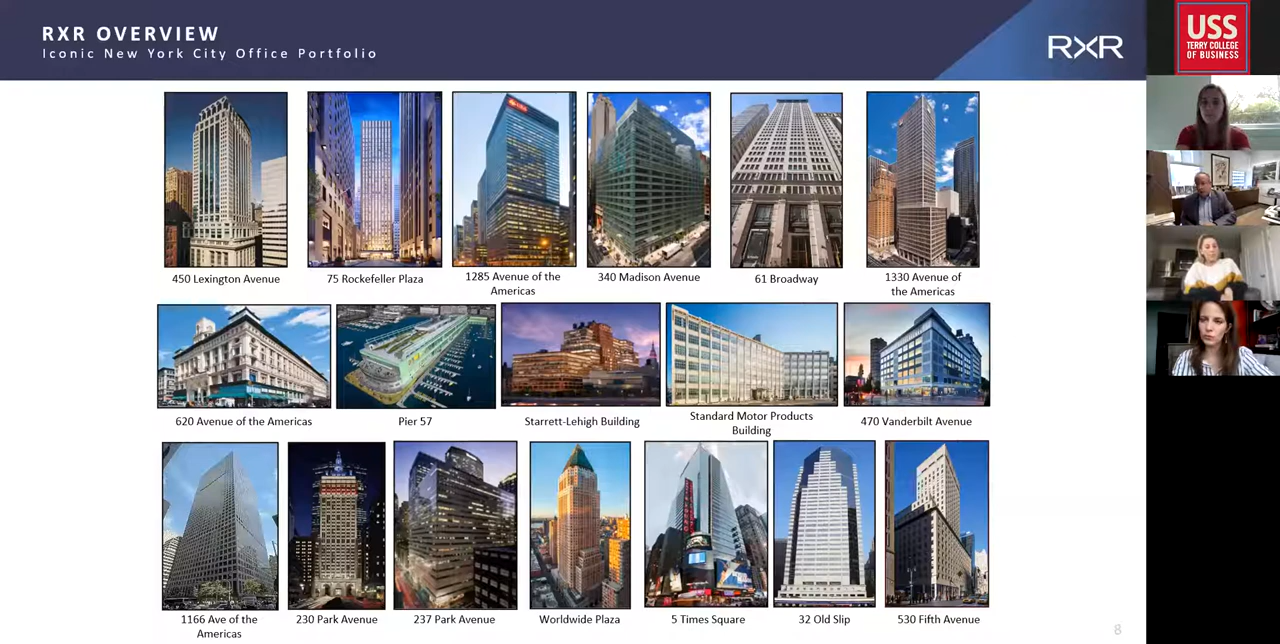 RXR OVERVIEW
Iconic New York City Office Portfolio
RXR
USS
TERRY COLLEGE
OF BUSINESS
450 Lexington Avenue
75 Rockefeller Plaza
1285 Avenue of the
Americas
340 Madison Avenue
61 Broadway
1330 Avenue of
the Americas
620 Avenue of the Americas
Pier 57
Starrett-Lehigh Building
Standard Motor Products
Building
470 Vanderbilt Avenue
1166 Ave of the
Americas
230 Park Avenue
237 Park Avenue
Worldwide Plaza
5 Times Square
32 Old Slip
530 Fifth Avenue
8